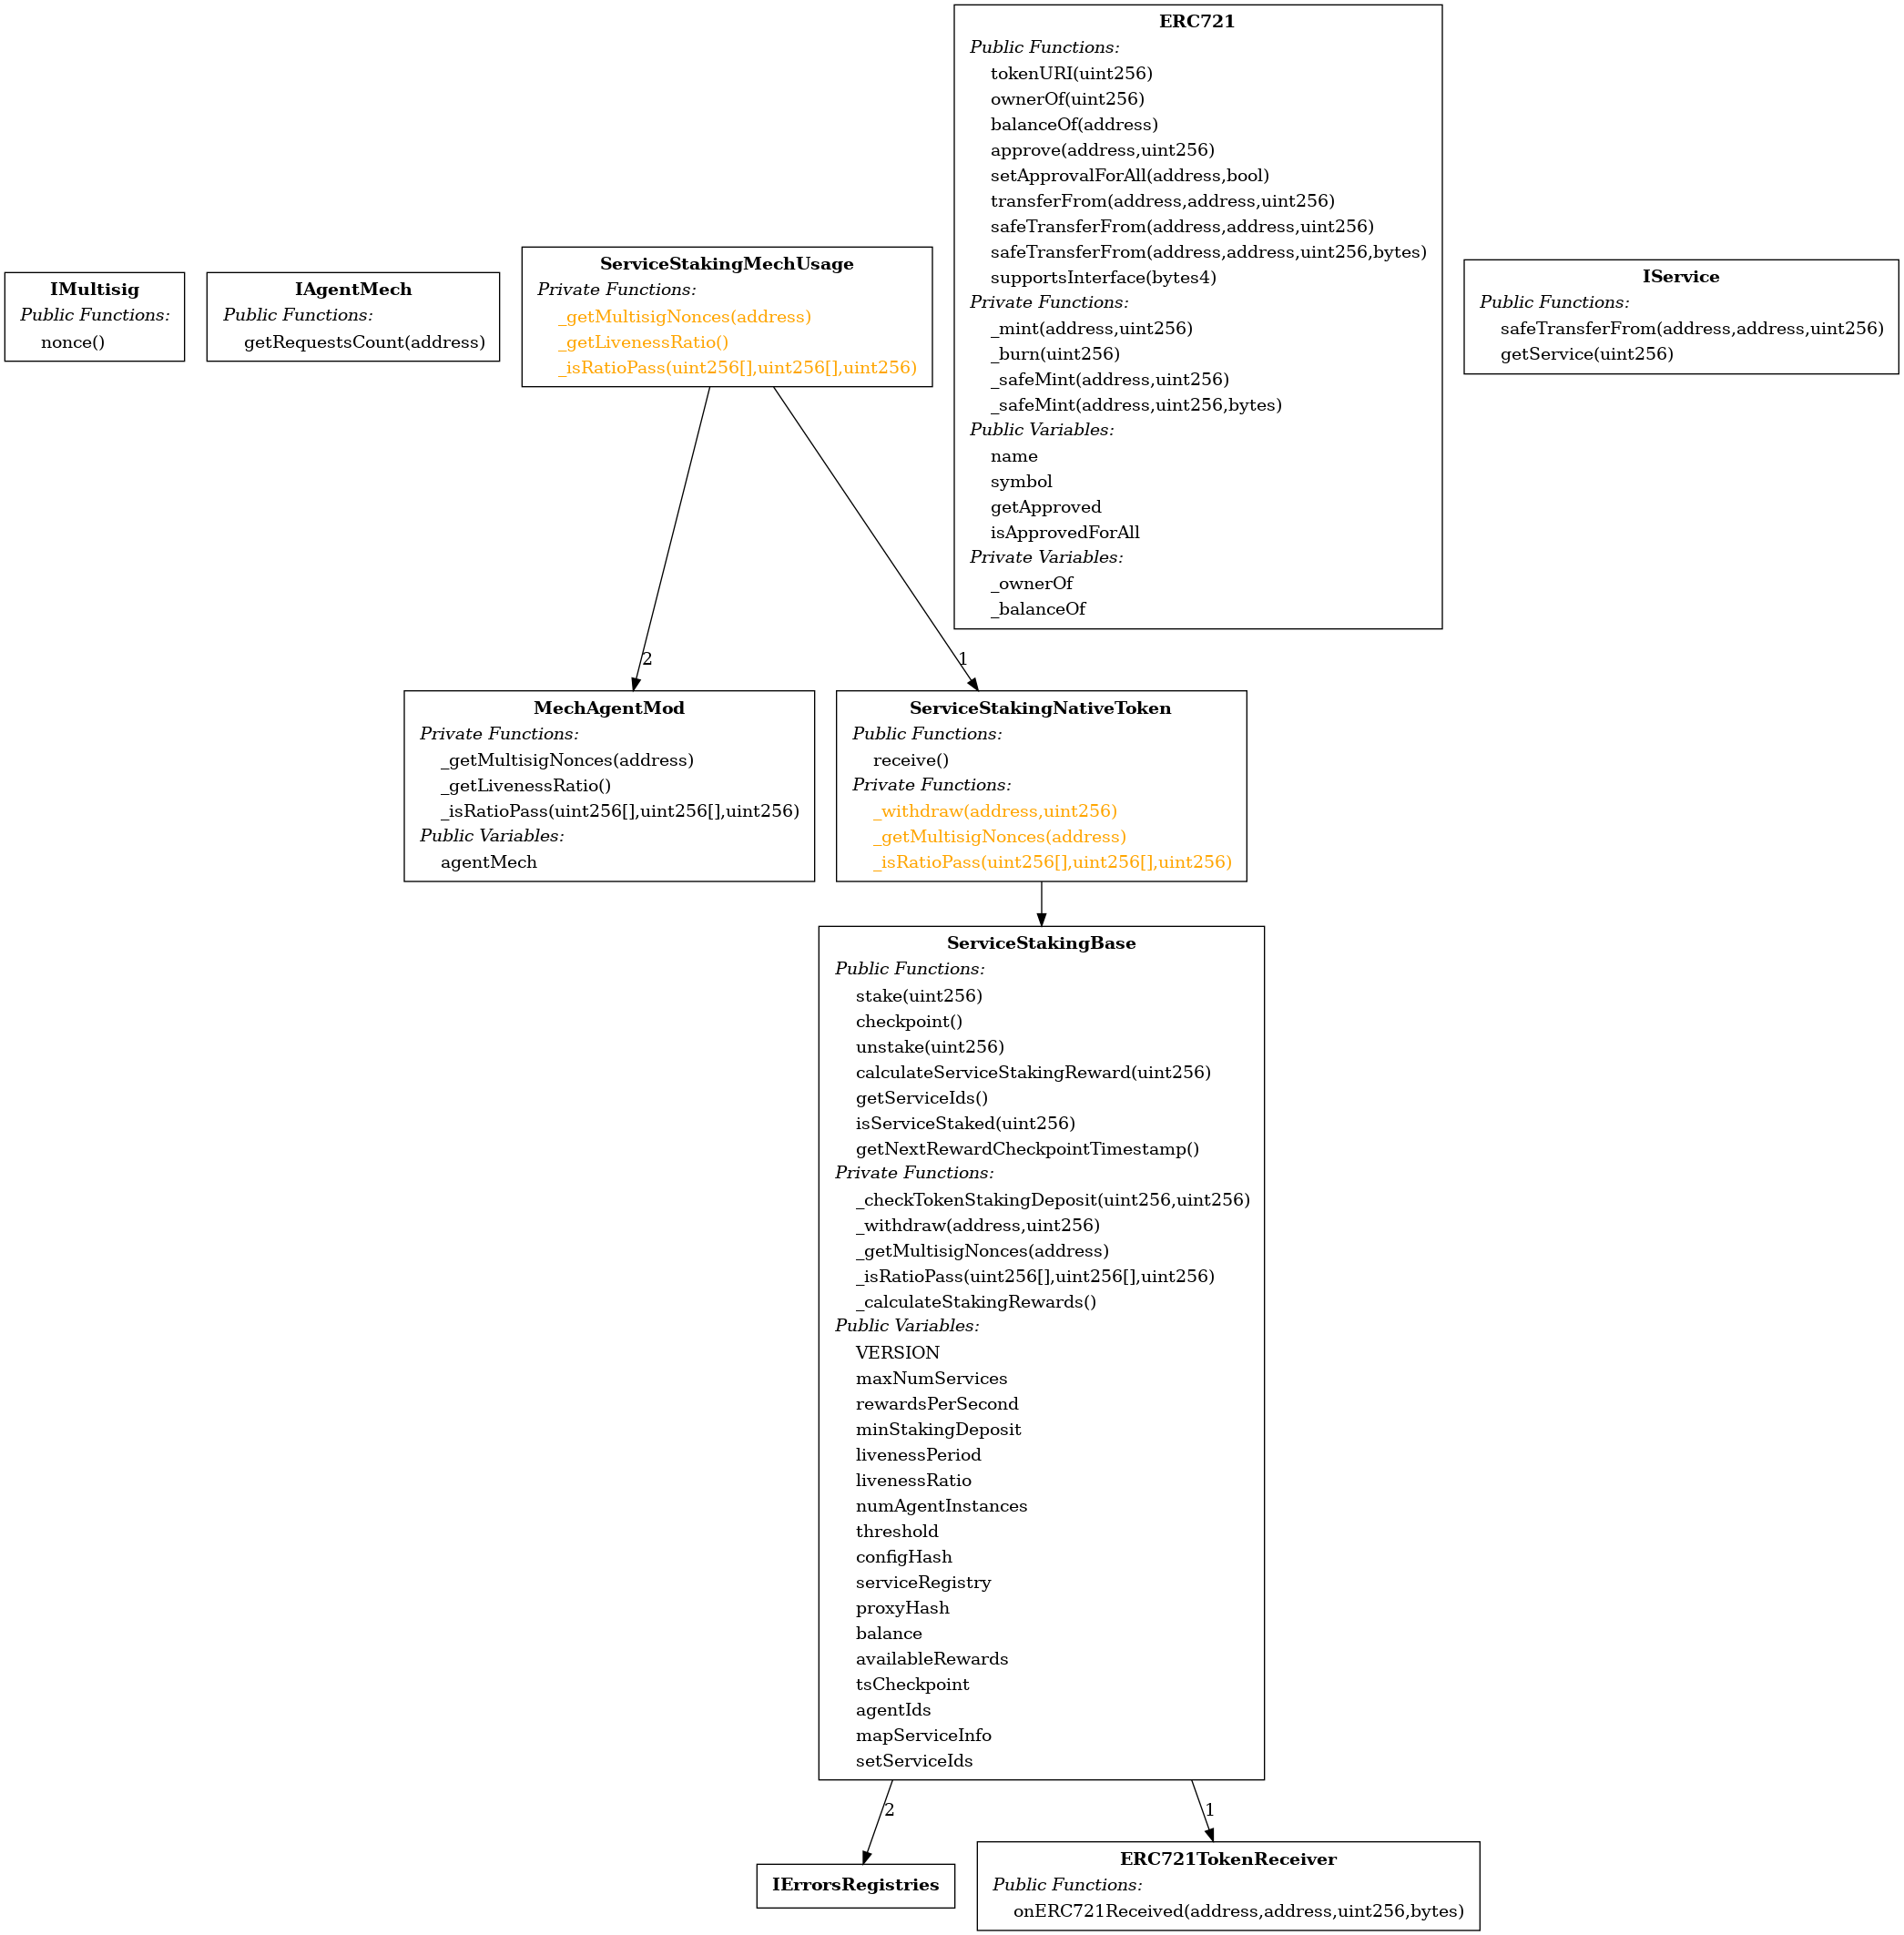 ERC721
Public Functions:
tokenURI(uint256)
ownerOf(uint256)
balanceOf(address)
approve(address,uint256)
setApprovalForAll(address,bool)
transferFrom(address,address,uint256)
safeTransferFrom(address,address,uint256)
safeTransferFrom(address,address,uint256,bytes)
supportsInterface(bytes4)
Private Functions:
_mint(address,uint256)
_burn(uint256)
_safeMint(address,uint256)
_safeMint(address,uint256,bytes)
Public Variables:
name
symbol
getApproved
isApprovedForAll
Private Variables:
_ownerOf
_balanceOf
IMultisig
Public Functions:
nonce()
IAgentMech
Public Functions:
getRequestsCount(address)
ServiceStakingMechUsage
Private Functions:
_getMultisigNonces(address)
_getLivenessRatio()
_isRatioPass(uint256[],uint256[],uint256)
IService
Public Functions:
safeTransferFrom(address,address,uint256)
getService(uint256)
2
1
MechAgentMod
Private Functions:
_getMultisigNonces(address)
_getLivenessRatio()
_isRatioPass(uint256[],uint256[],uint256)
Public Variables:
agentMech
ServiceStakingNativeToken
Public Functions:
receive()
Private Functions:
_withdraw(address,uint256)
_getMultisigNonces(address)
_isRatioPass(uint256[],uint256[],uint256)
ServiceStakingBase
Public Functions:
stake(uint256)
checkpoint()
unstake(uint256)
calculateServiceStakingReward(uint256)
getServiceIds()
isServiceStaked(uint256)
getNextRewardCheckpointTimestamp()
Private Functions:
_checkTokenStakingDeposit(uint256,uint256)
_withdraw(address,uint256)
_getMultisigNonces(address)
_isRatioPass(uint256[],uint256[],uint256)
_calculateStakingRewards()
Public Variables:
VERSION
maxNumServices
rewardsPerSecond
minStakingDeposit
livenessPeriod
livenessRatio
numAgentInstances
threshold
configHash
serviceRegistry
proxyHash
balance
availableRewards
tsCheckpoint
agentIds
mapServiceInfo
setServiceIds
2
1
IErrorsRegistries
ERC721TokenReceiver
Public Functions:
onERC721Received(address,address,uint256,bytes)